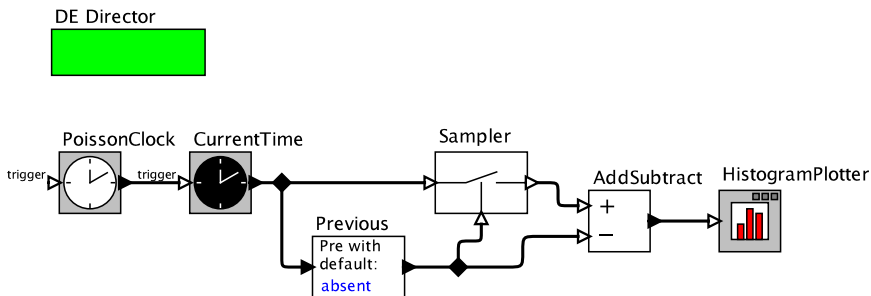 DE Director
PoissonClock
CurrentTime
Sampler
trigger
trigger
AddSubtract
HistogramPlotter
+
−
Previous
Pre with
default:
absent